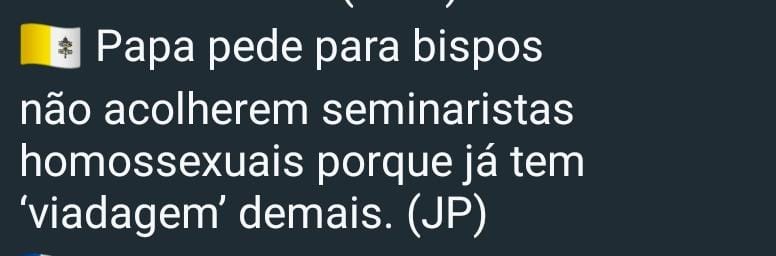 🇻🇦 Papa pede para bispos
não acolherem seminaristas
homossexuais porque já tem
‘viadagem’ demais. (JP)